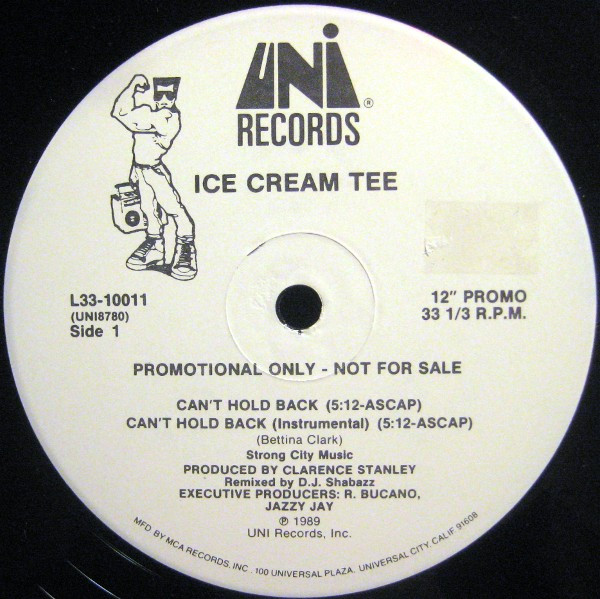 UNi ®
RECORDS
ICE CREAM TEE
L33-10011
(UNI8780)
Side 1
12" PROMO
33 1/3 R.P.M.
PROMOTIONAL ONLY - NOT FOR SALE
CAN'T HOLD BACK (5:12-ASCAP)
CAN'T HOLD BACK (Instrumental) (5:12-ASCAP)
(Bettina Clark)
Strong City Music
PRODUCED BY CLARENCE STANLEY
Remixed by D.J. Shabazz
EXECUTIVE PRODUCERS: R. BUCANO,
JAZZY JAY
℗ 1989
UNI Records, Inc.
MFD BY MCA RECORDS, INC. 100 UNIVERSAL PLAZA, UNIVERSAL CITY, CALIF 91608